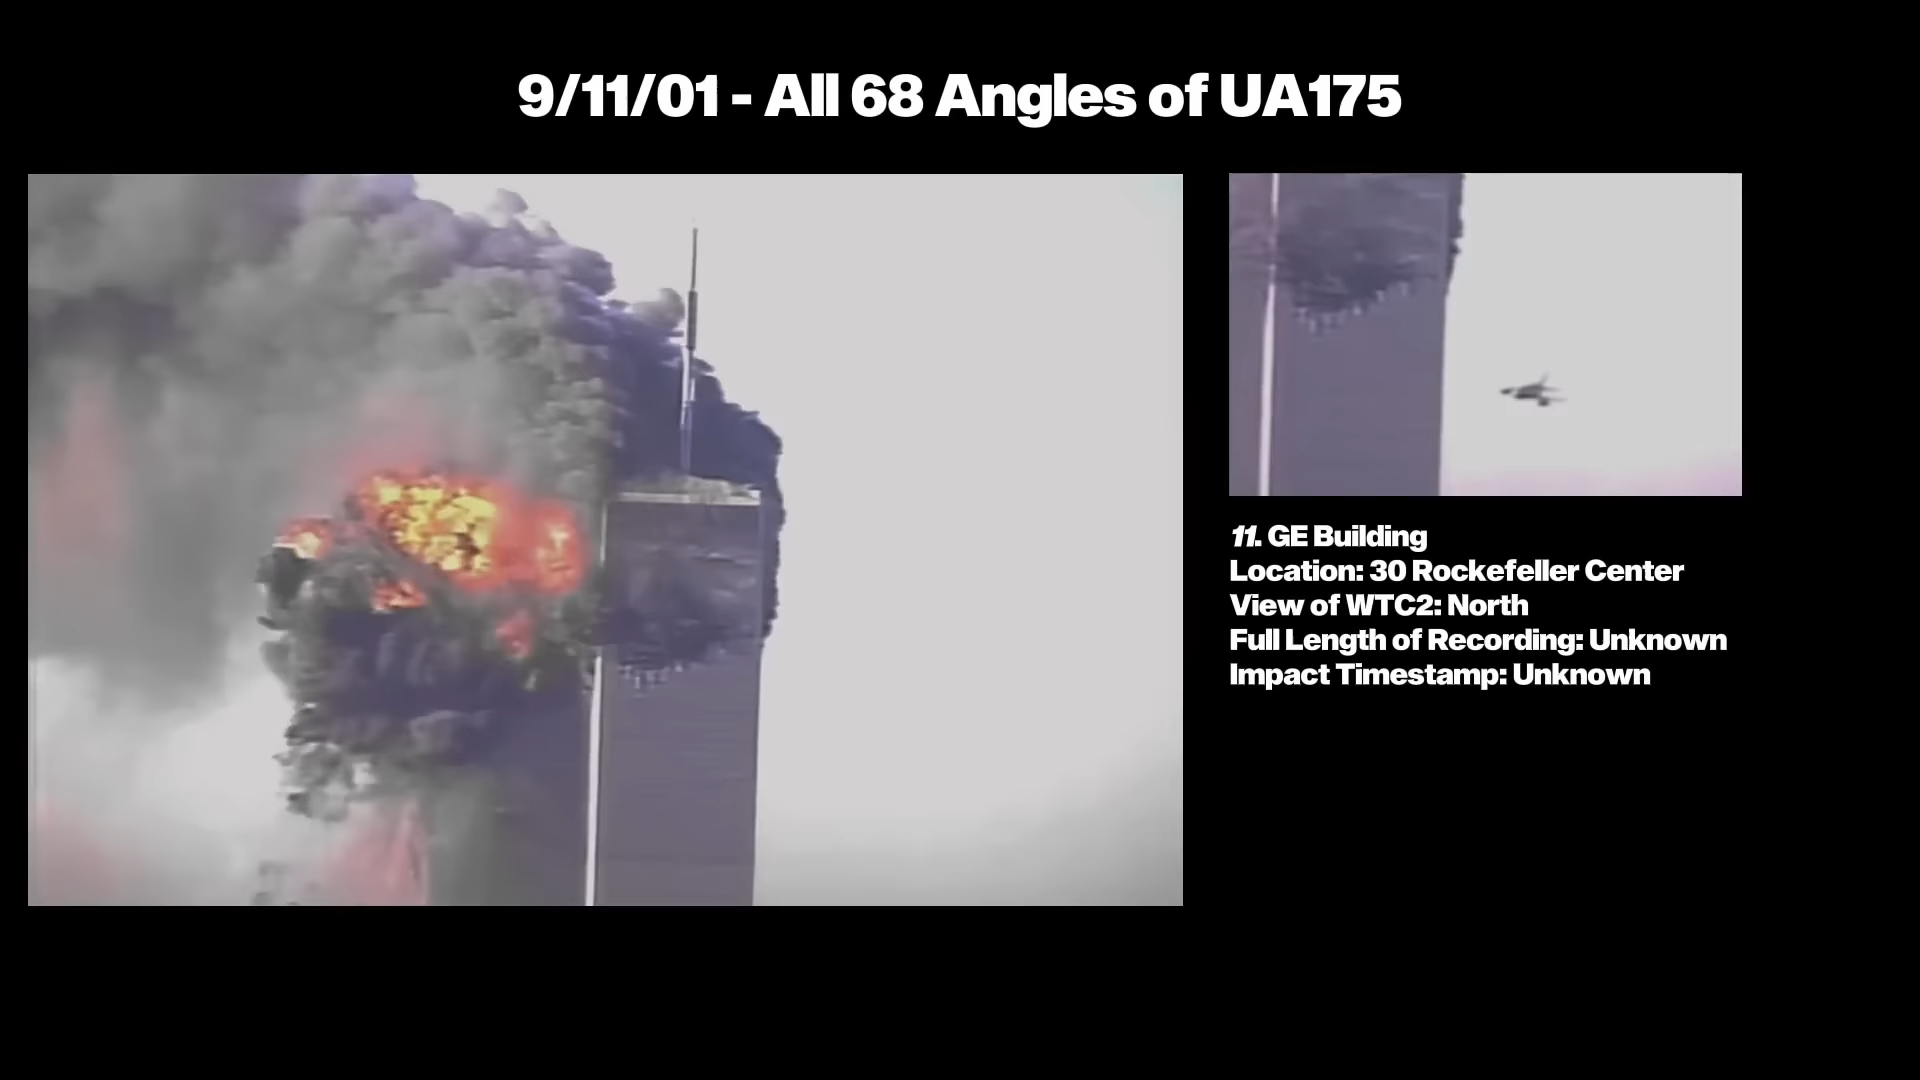 9/11/01 - All 68 Angles of UA175
11. GE Building
Location: 30 Rockefeller Center
View of WTC2: North
Full Length of Recording: Unknown
Impact Timestamp: Unknown